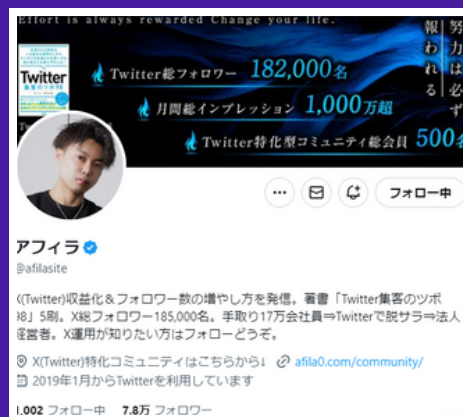 Effort is always rewarded Change your life.
努力は必ず
報われる
Twitter
Twitter総フォロワー 182,000名
月間総インプレッション 1,000万超
Twitter特化型コミュニティ総会員 500名
フォロー中
アフィラ
@afilasite
X(Twitter)収益化&フォロワー数の増やし方を発信。著書「Twitter集客のツボ
98」5刷。X総フォロワー185,000名。手取り17万会社員⇒Twitterで脱サラ⇒法人
経営者。X運用が知りたい方はフォローどうぞ。
X(Twitter)特化コミュニティはこちらから↓ afila0.com/community/
2019年1月からTwitterを利用しています
1,002 フォロー中 7.8万 フォロワー